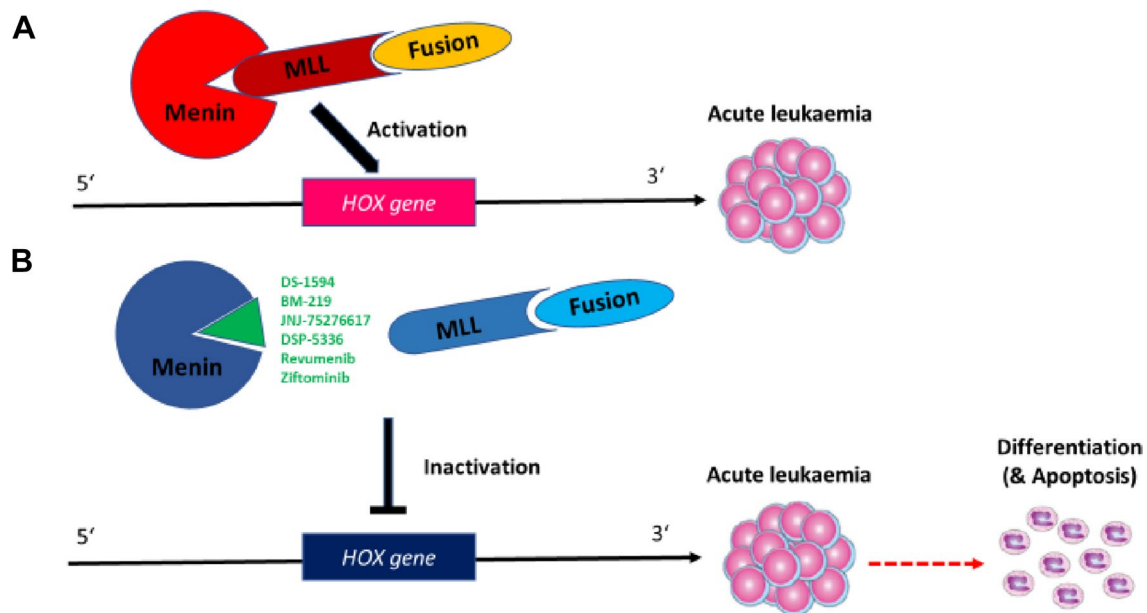 A
Menin
MLL
Fusion
Activation
5‘
HOX gene
3‘
Acute leukaemia
B
Menin
DS-1594
BM-219
JNJ-75276617
DSP-5336
Revumenib
Ziftominib
MLL
Fusion
Inactivation
5‘
HOX gene
3‘
Acute leukaemia
Differentiation
(& Apoptosis)